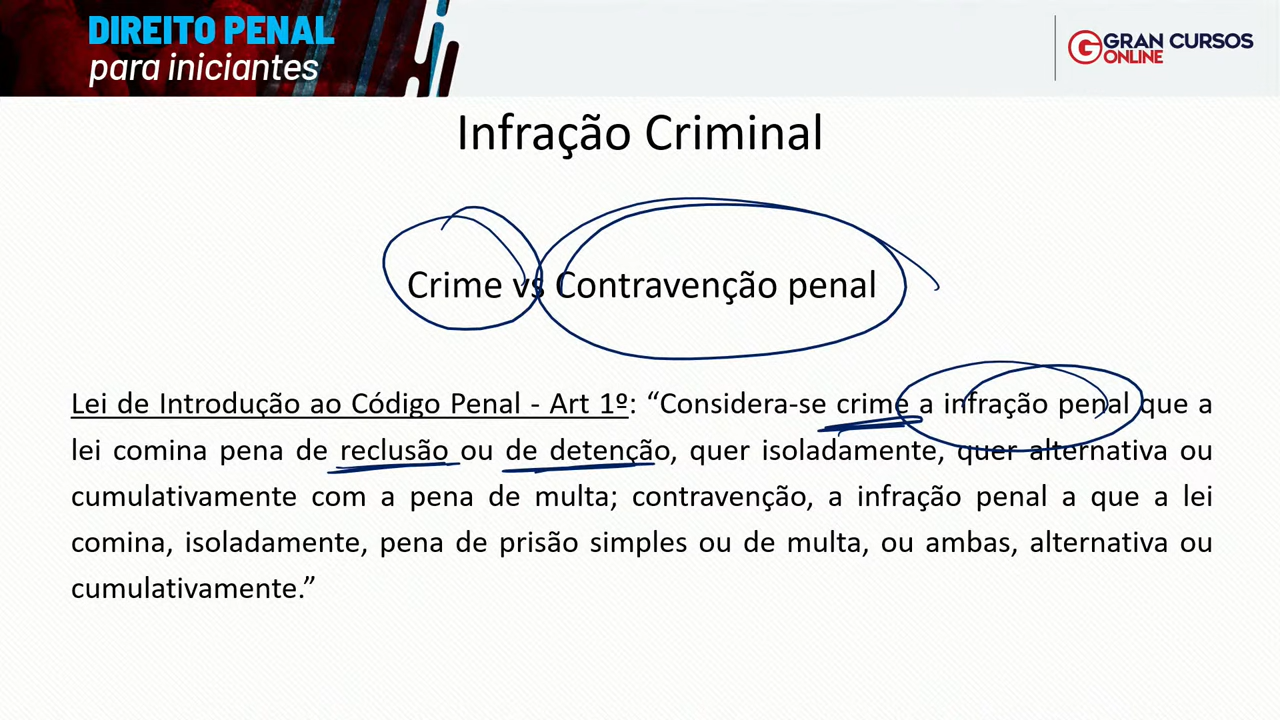 DIREITO PENAL
para iniciantes
GRAN CURSOS
ONLINE
Infração Criminal
Crime vs Contravenção penal
Lei de Introdução ao Código Penal - Art 1º: “Considera-se crime a infração penal que a
lei comina pena de reclusão ou de detenção, quer isoladamente, quer alternativa ou
cumulativamente com a pena de multa; contravenção, a infração penal a que a lei
comina, isoladamente, pena de prisão simples ou de multa, ou ambas, alternativa ou
cumulativamente.”